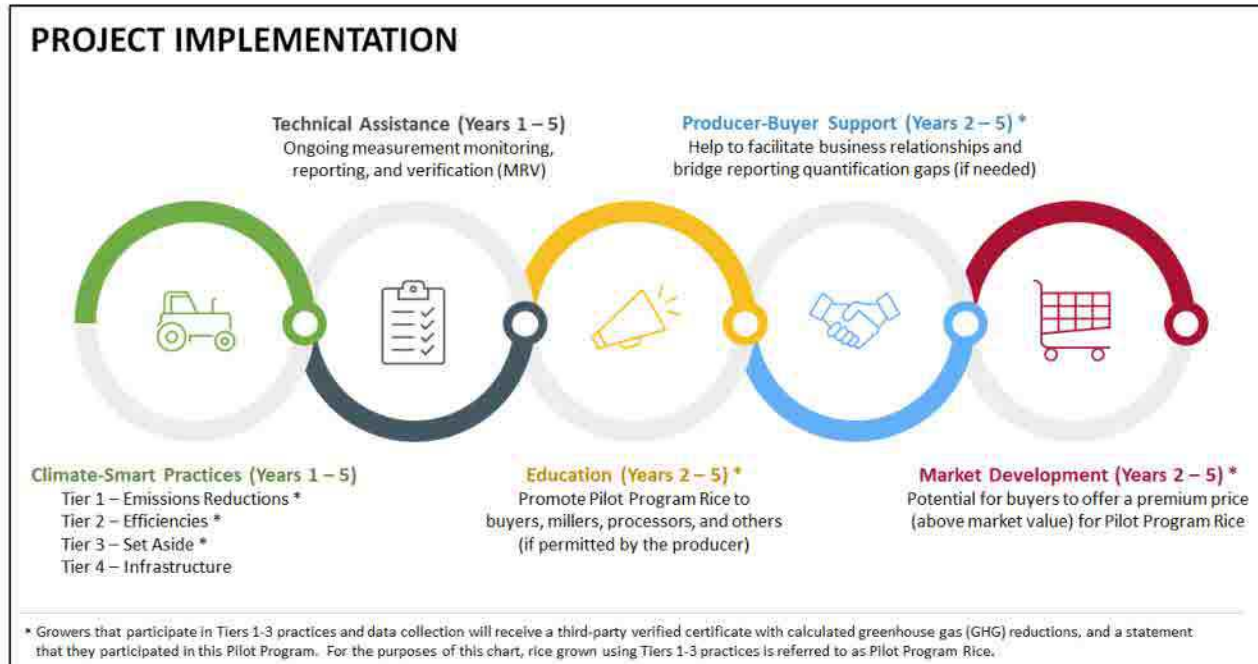 PROJECT IMPLEMENTATION
Technical Assistance (Years 1 – 5)
Ongoing measurement monitoring,
reporting, and verification (MRV)
Producer-Buyer Support (Years 2 – 5) *
Help to facilitate business relationships and
bridge reporting quantification gaps (if needed)
Climate-Smart Practices (Years 1 – 5)
Tier 1 – Emissions Reductions *
Tier 2 – Efficiencies *
Tier 3 – Set Aside *
Tier 4 – Infrastructure
Education (Years 2 – 5) *
Promote Pilot Program Rice to
buyers, millers, processors, and others
(if permitted by the producer)
Market Development (Years 2 – 5) *
Potential for buyers to offer a premium price
(above market value) for Pilot Program Rice
* Growers that participate in Tiers 1-3 practices and data collection will receive a third-party verified certificate with calculated greenhouse gas (GHG) reductions, and a statement
that they participated in this Pilot Program. For the purposes of this chart, rice grown using Tiers 1-3 practices is referred to as Pilot Program Rice.